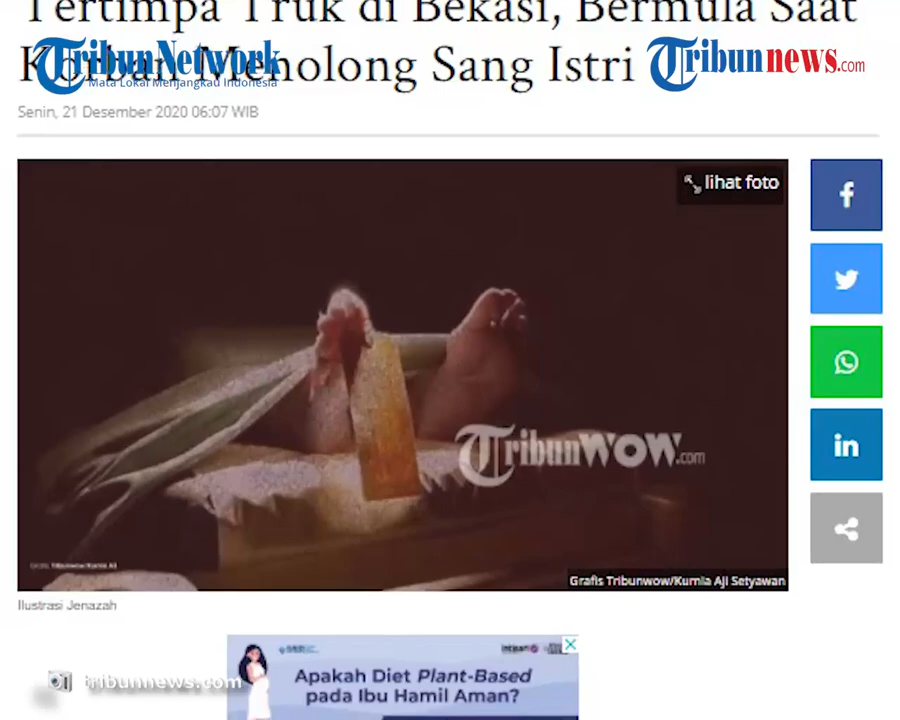 Tertimpa Truk di Bekasi, Bermula Saat
Korban Menolong Sang Istri
Tribun Network
Mata Lokal Menjangkau Indonesia
Tribunnews.com
Senin, 21 Desember 2020 06:07 WIB
lihat foto
TribunWOW.com
Grafis Tribunwow/Kurnia Aji Setyawan
Ilustrasi Jenazah
Apakah Diet Plant-Based
pada Ibu Hamil Aman?
tribunnews.com